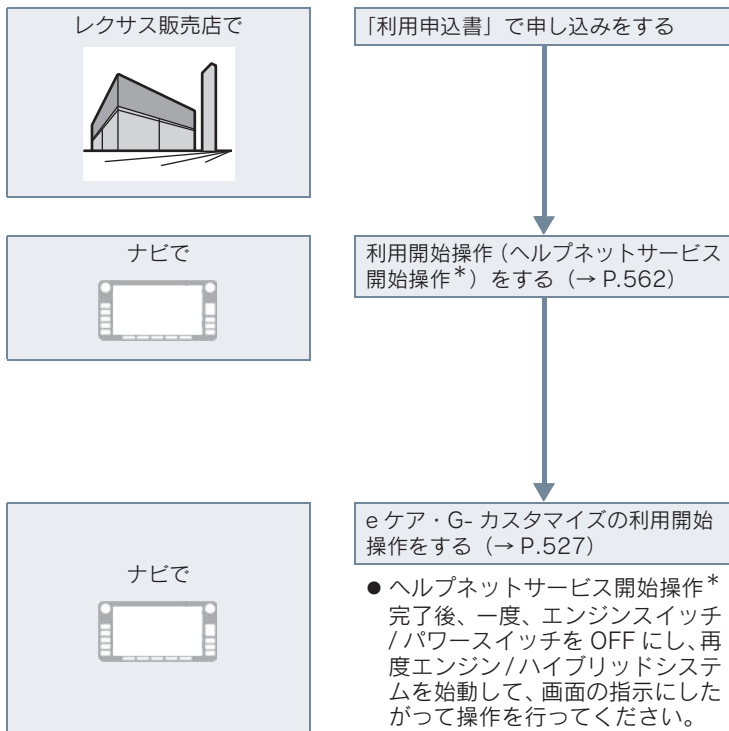 レクサス販売店で
「利用申込書」で申し込みをする
ナビで
利用開始操作（ヘルプネットサービス
開始操作＊）をする（→ P.562）
ナビで
e ケア・G- カスタマイズの利用開始
操作をする（→ P.527）
● ヘルプネットサービス開始操作＊
完了後、一度、エンジンスイッチ
/ パワースイッチを OFF にし、再
度エンジン / ハイブリッドシステ
ムを始動して、画面の指示にした
がって操作を行ってください。